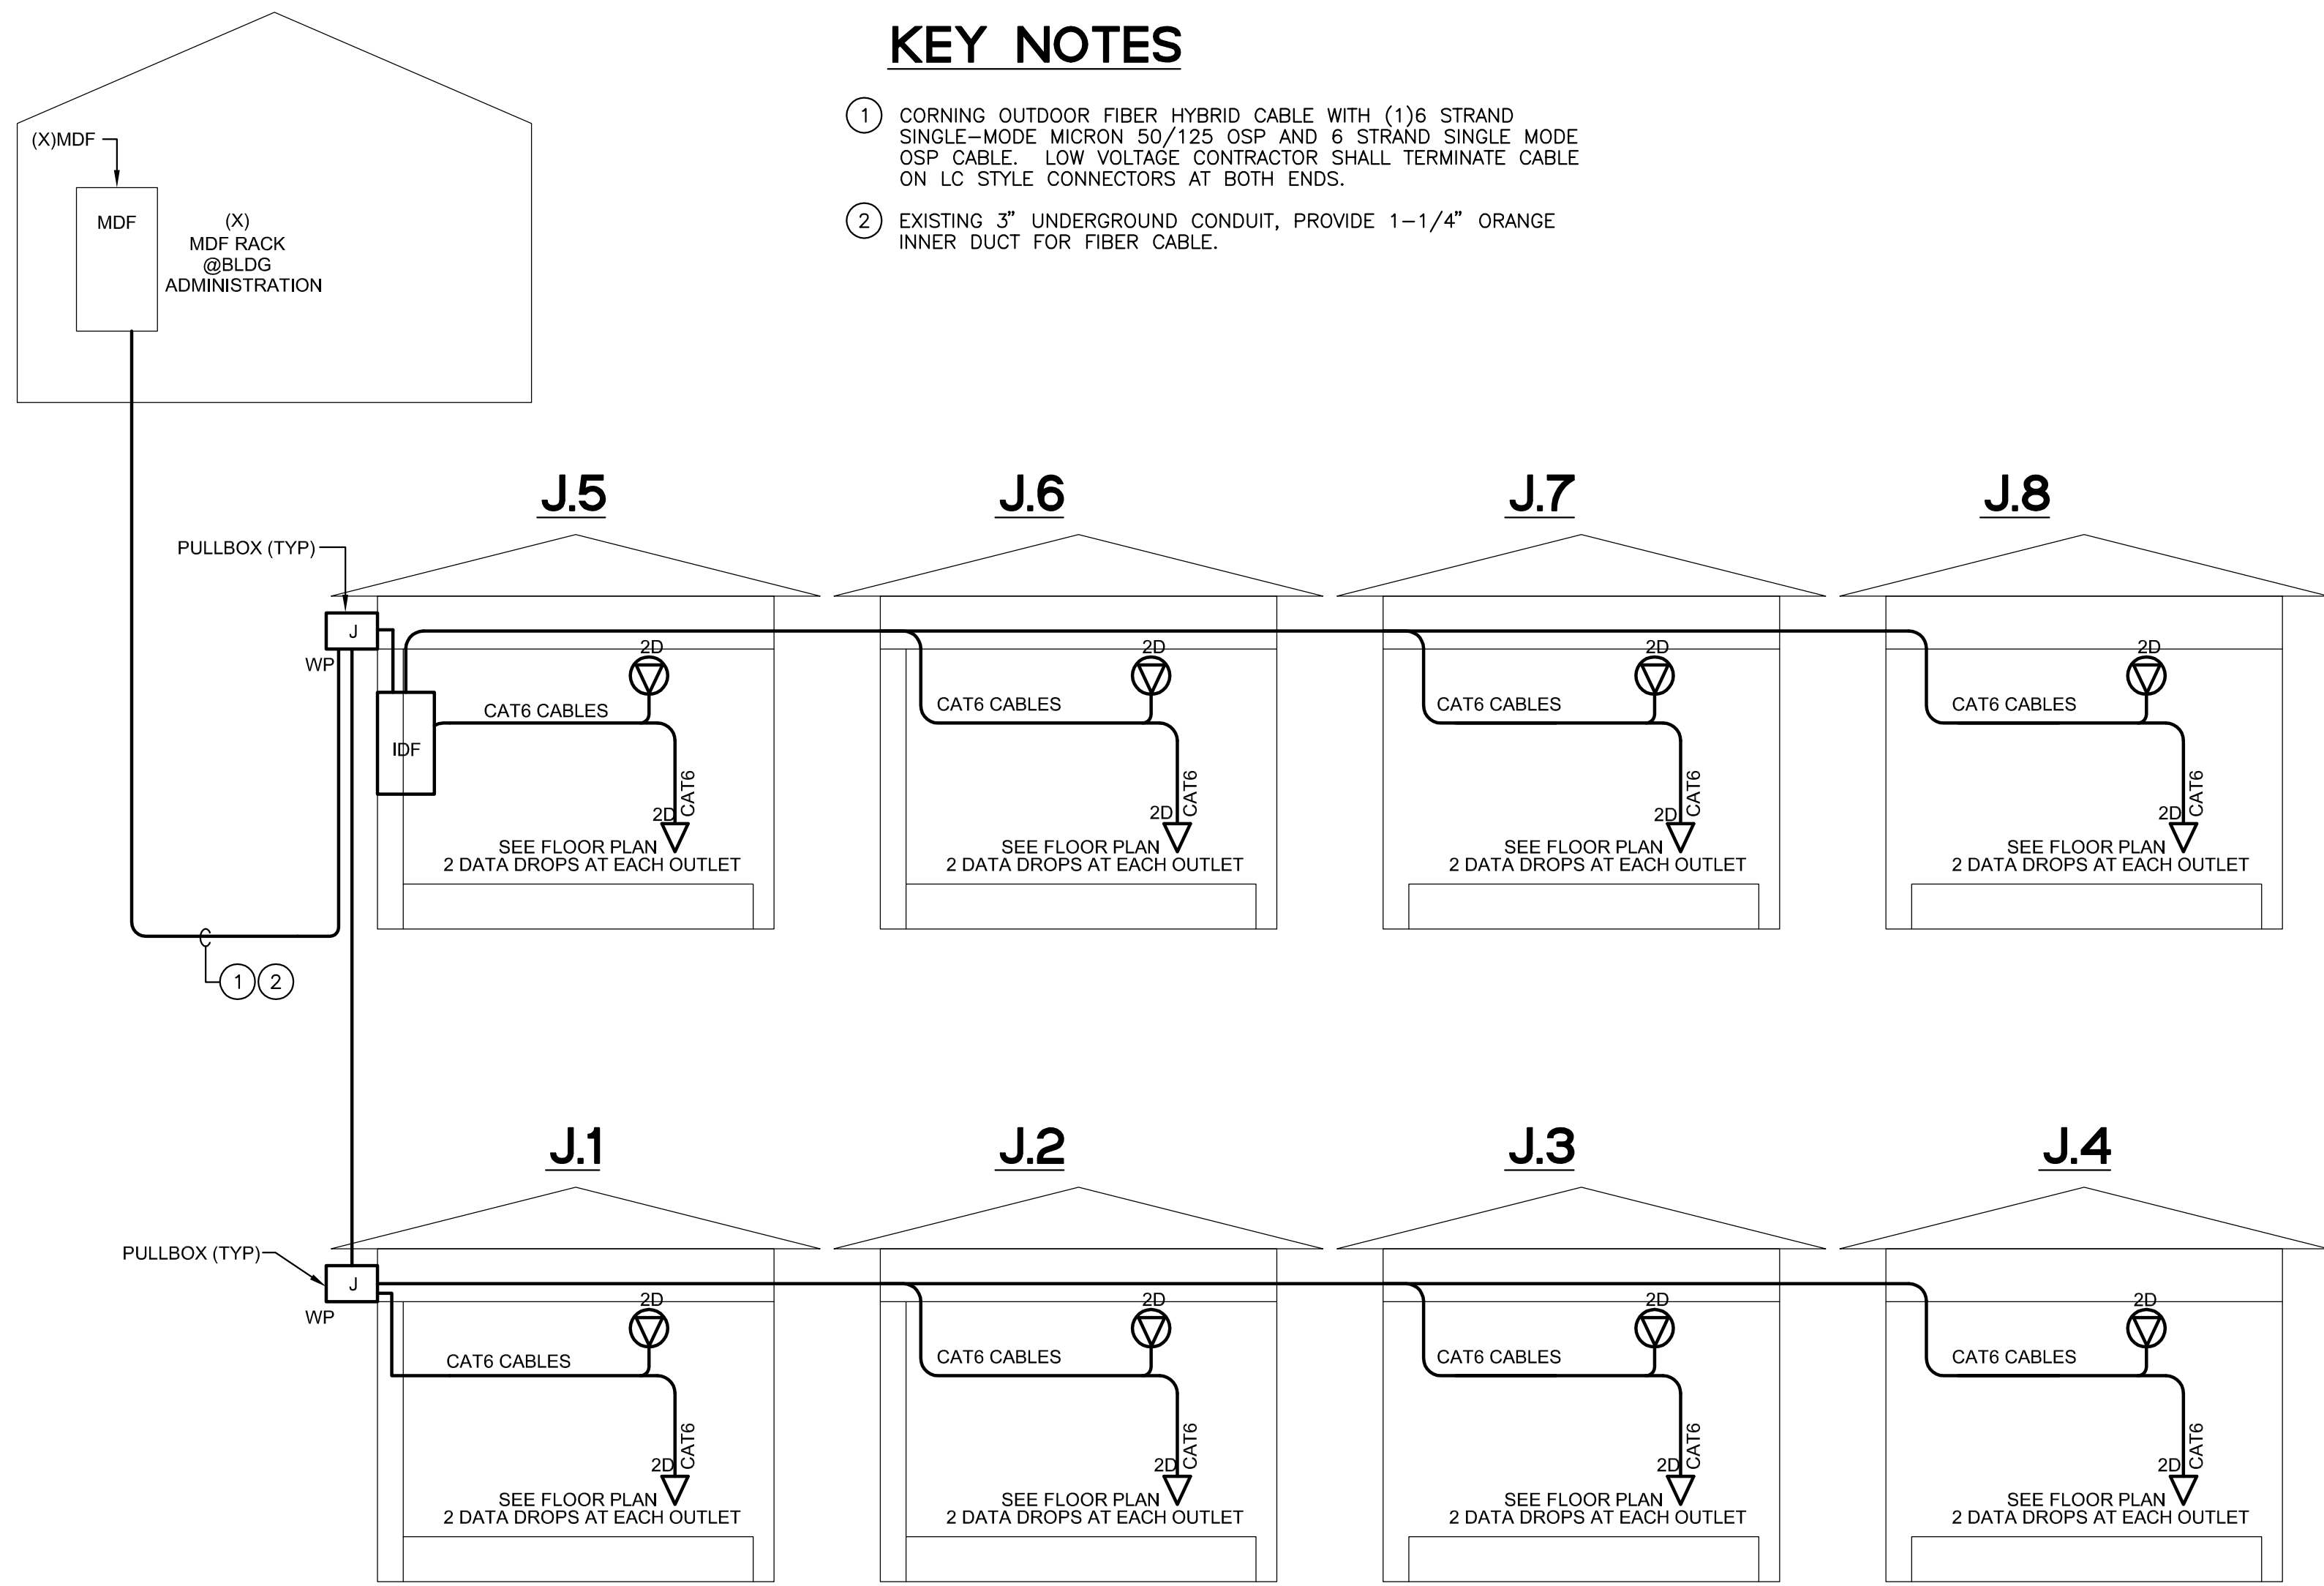 KEY NOTES
1 CORNING OUTDOOR FIBER HYBRID CABLE WITH (1)6 STRAND
SINGLE-MODE MICRON 50/125 OSP AND 6 STRAND SINGLE MODE
OSP CABLE. LOW VOLTAGE CONTRACTOR SHALL TERMINATE CABLE
ON LC STYLE CONNECTORS AT BOTH ENDS.
2 EXISTING 3" UNDERGROUND CONDUIT, PROVIDE 1-1/4" ORANGE
INNER DUCT FOR FIBER CABLE.
(X)MDF
MDF
(X)
MDF RACK
@BLDG
ADMINISTRATION
J.5
J.6
J.7
J.8
PULLBOX (TYP)
J
WP
IDF
2D
CAT6 CABLES
CAT6
2D
SEE FLOOR PLAN
2 DATA DROPS AT EACH OUTLET
2D
CAT6 CABLES
CAT6
2D
SEE FLOOR PLAN
2 DATA DROPS AT EACH OUTLET
2D
CAT6 CABLES
CAT6
2D
SEE FLOOR PLAN
2 DATA DROPS AT EACH OUTLET
2D
CAT6 CABLES
CAT6
2D
SEE FLOOR PLAN
2 DATA DROPS AT EACH OUTLET
1 2
J.1
J.2
J.3
J.4
PULLBOX (TYP)
J
WP
2D
CAT6 CABLES
CAT6
2D
SEE FLOOR PLAN
2 DATA DROPS AT EACH OUTLET
2D
CAT6 CABLES
CAT6
2D
SEE FLOOR PLAN
2 DATA DROPS AT EACH OUTLET
2D
CAT6 CABLES
CAT6
2D
SEE FLOOR PLAN
2 DATA DROPS AT EACH OUTLET
2D
CAT6 CABLES
CAT6
2D
SEE FLOOR PLAN
2 DATA DROPS AT EACH OUTLET